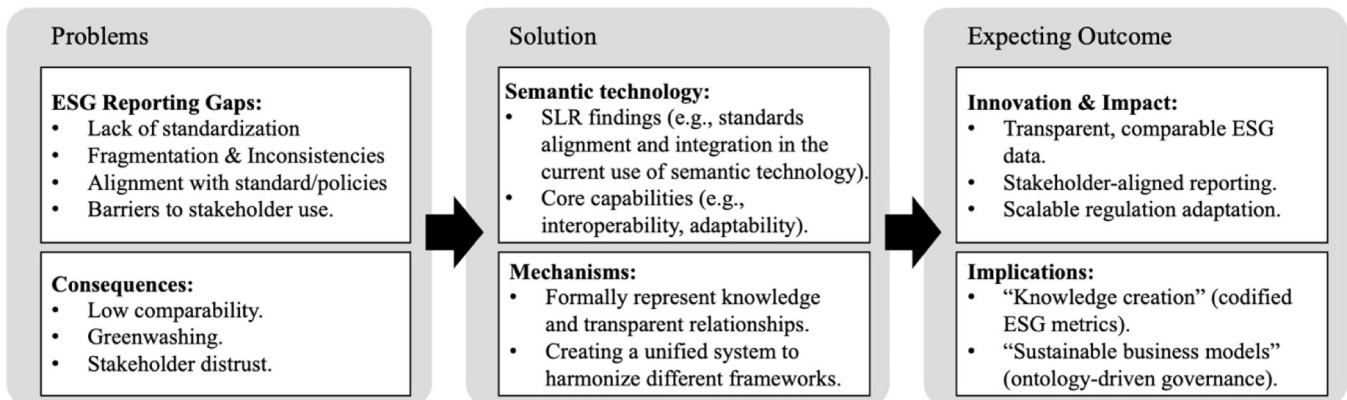 Problems
ESG Reporting Gaps:
• Lack of standardization
• Fragmentation & Inconsistencies
• Alignment with standard/policies
• Barriers to stakeholder use.
Consequences:
• Low comparability.
• Greenwashing.
• Stakeholder distrust.
Solution
Semantic technology:
• SLR findings (e.g., standards
alignment and integration in the
current use of semantic technology).
• Core capabilities (e.g.,
interoperability, adaptability).
Mechanisms:
• Formally represent knowledge
and transparent relationships.
• Creating a unified system to
harmonize different frameworks.
Expecting Outcome
Innovation & Impact:
• Transparent, comparable ESG
data.
• Stakeholder-aligned reporting.
• Scalable regulation adaptation.
Implications:
• “Knowledge creation” (codified
ESG metrics).
• “Sustainable business models”
(ontology-driven governance).